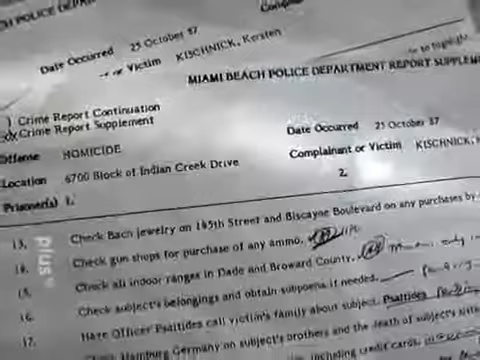 Date Occurred 25 October 87
or Victim KISCHNICK, Kersten
to highlight
MIAMI BEACH POLICE DEPARTMENT REPORT SUPPLEM
) Crime Report Continuation
Crime Report Supplement
Offense HOMICIDE
Date Occurred 25 October 87
Location 6700 Block of Indian Creek Drive
Complainant or Victim KISCHNICK,
Prisoner(s) 1.
2.
13. Check Bach jewelry on 145th Street and Biscayne Boulevard on any purchases by
14. Check gun shops for purchase of any ammo.
15. Check all indoor ranges in Dade and Broward County.
16. Check subject's belongings and obtain subpoena if needed.
17. Have Officer Psaltides call victim's family about subject. Psaltides
Check Hamburg Germany on subject's brothers and the death of subject's
including credit cards.
plus